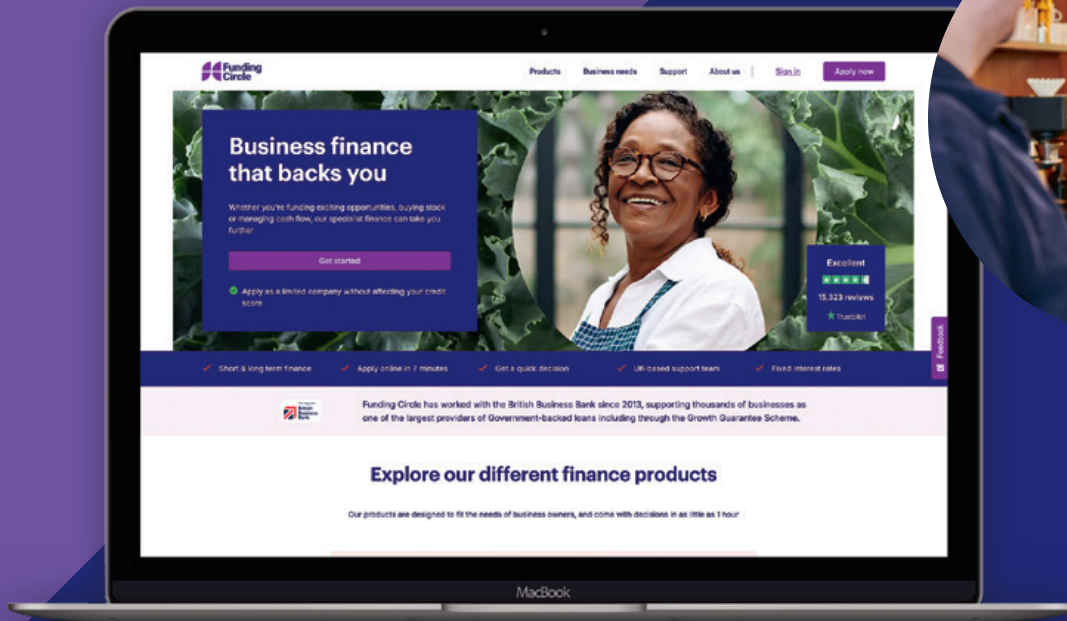 Funding
Circle
Products
Business needs
Support
About us
Sign in
Apply now
Business finance
that backs you
Whether you're funding exciting opportunities, buying stock
or managing cash flow, our specialist finance can take you
further
Get started
Apply as a limited company without affecting your credit
score
Excellent
15,323 reviews
Trustpilot
Feedback
Short & long term finance
Apply online in 7 minutes
Get a quick decision
UK-based support team
Fixed interest rates
British
Business
Bank
Funding Circle has worked with the British Business Bank since 2013, supporting thousands of businesses as
one of the largest providers of Government-backed loans including through the Growth Guarantee Scheme.
Explore our different finance products
Our products are designed to fit the needs of business owners, and come with decisions in as little as 1 hour
MacBook